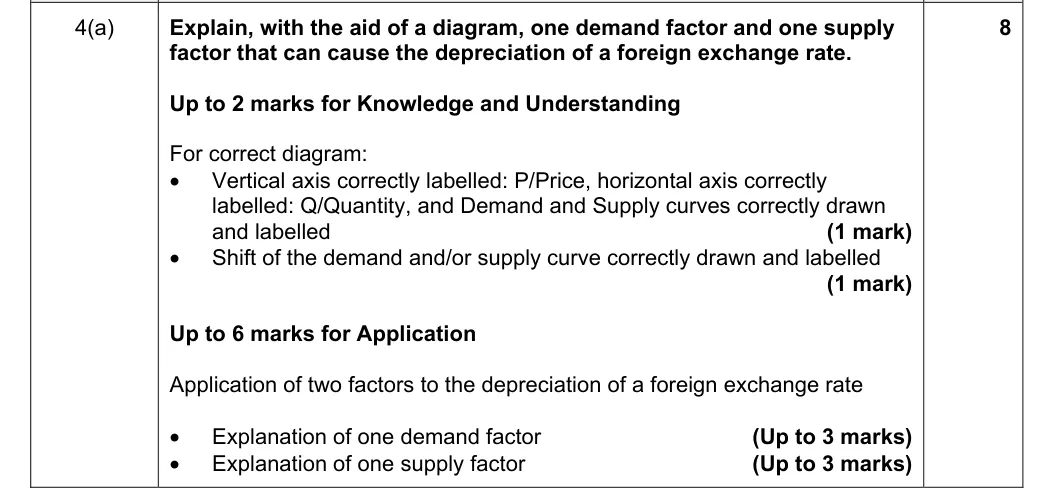 4(a)
Explain, with the aid of a diagram, one demand factor and one supply
8
factor that can cause the depreciation of a foreign exchange rate.
Up to 2 marks for Knowledge and Understanding
For correct diagram:
• Vertical axis correctly labelled: P/Price, horizontal axis correctly
labelled: Q/Quantity, and Demand and Supply curves correctly drawn
and labelled (1 mark)
• Shift of the demand and/or supply curve correctly drawn and labelled
(1 mark)
Up to 6 marks for Application
Application of two factors to the depreciation of a foreign exchange rate
• Explanation of one demand factor (Up to 3 marks)
• Explanation of one supply factor (Up to 3 marks)